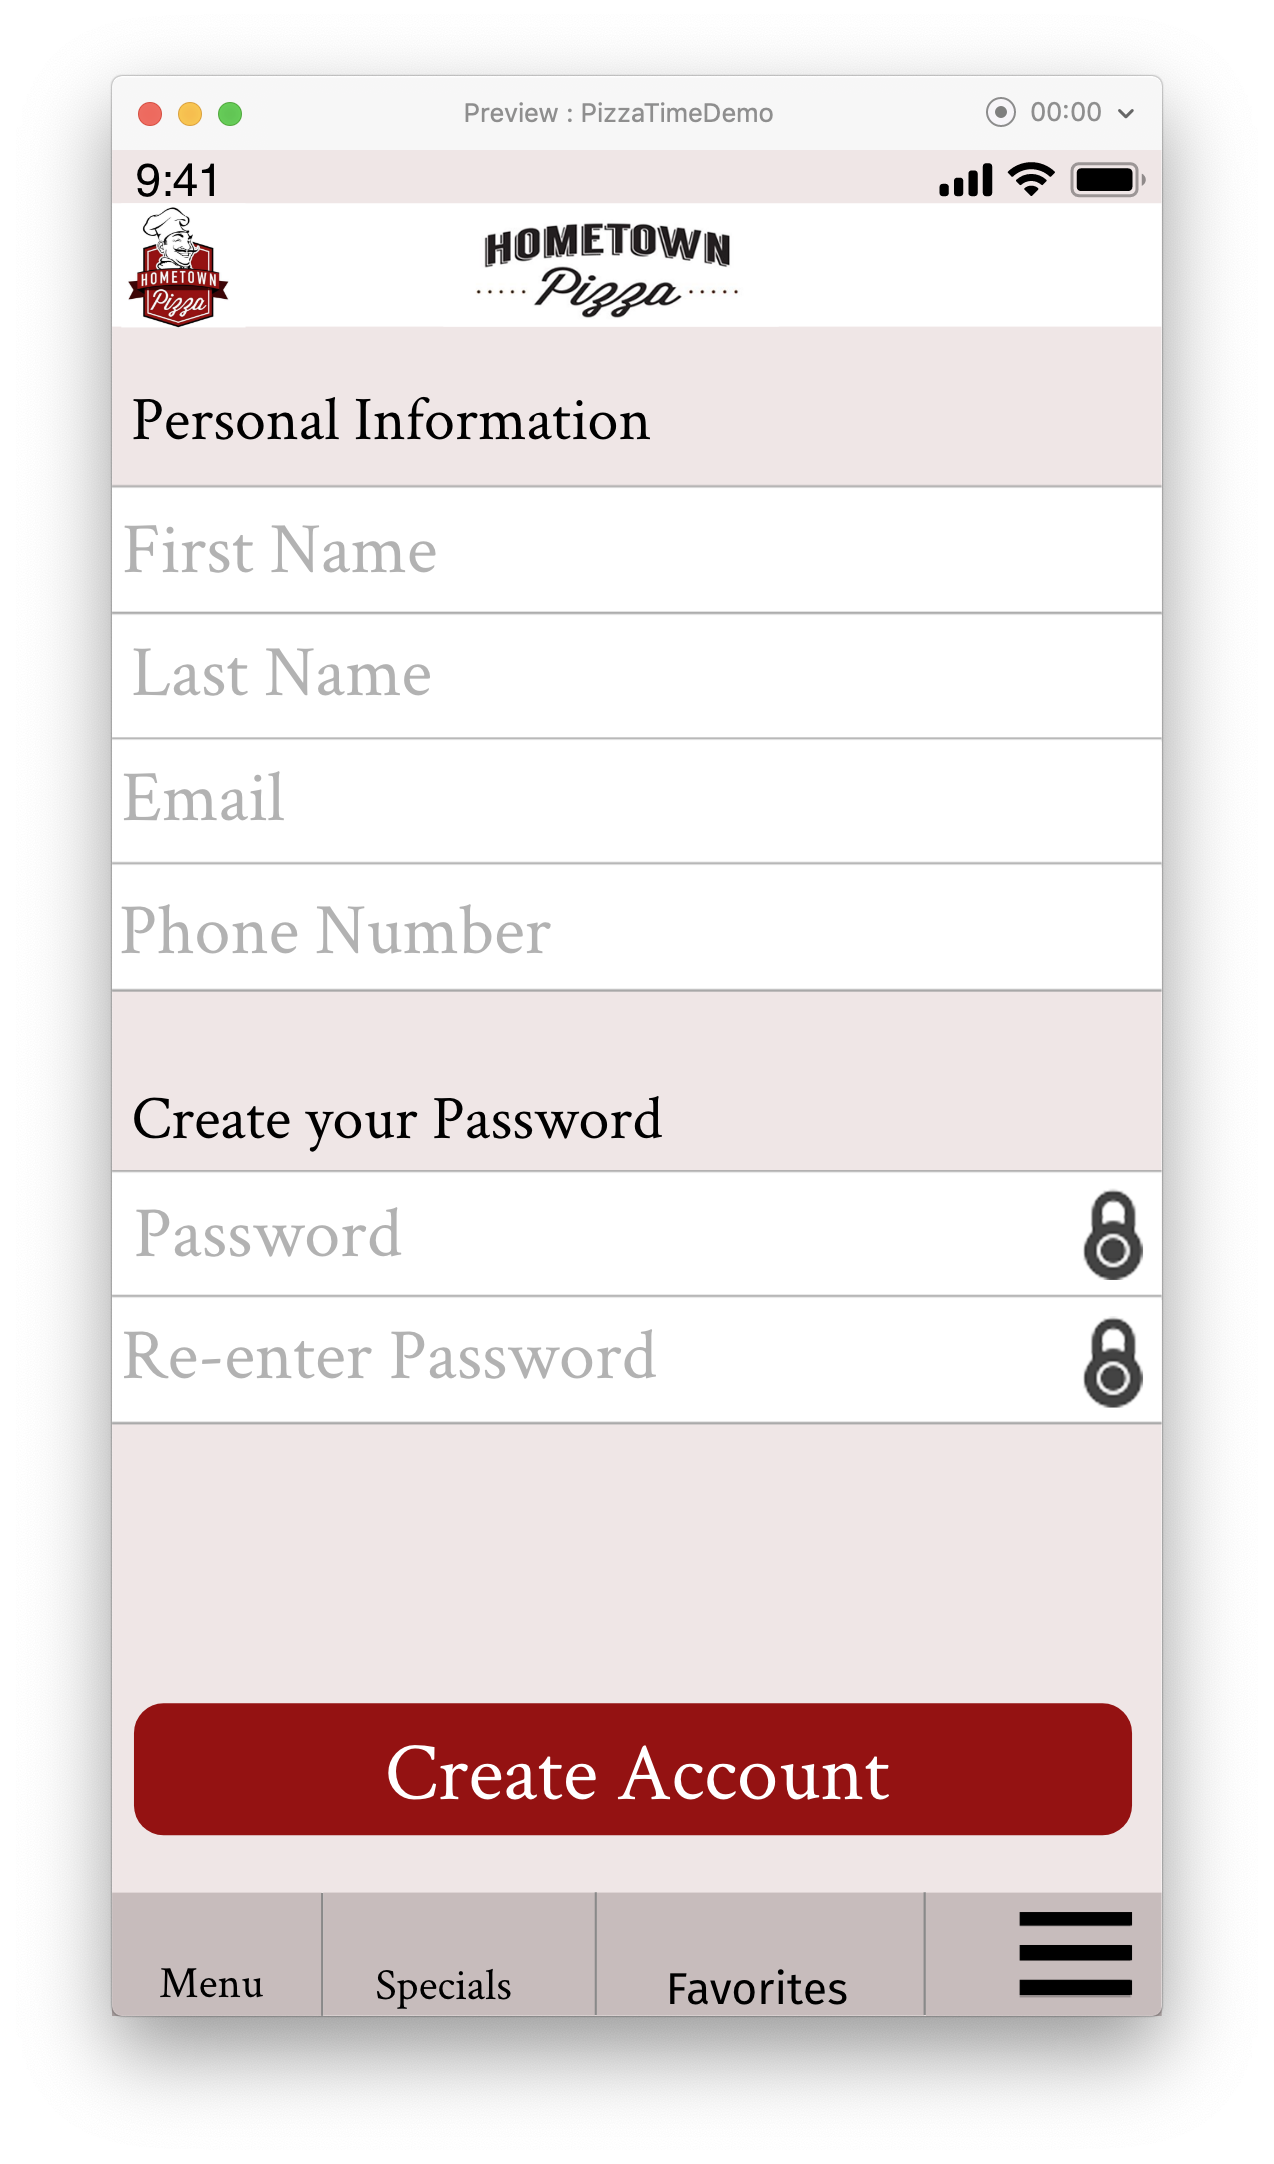 Preview : PizzaTimeDemo
00:00
9:41
HOMETOWN
Pizza
HOMETOWN
Pizza
Personal Information
First Name
Last Name
Email
Phone Number
Create your Password
Password
Re-enter Password
Create Account
Menu
Specials
Favorites